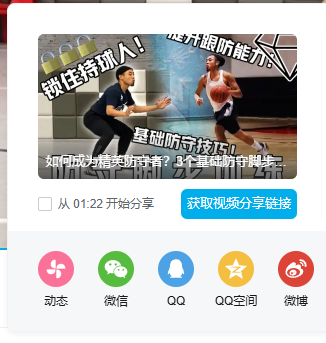 提升跟防能力！
锁住持球人！
基础防守技巧！
如何成为精英防守者？3个基础防守脚步...
从 01:22 开始分享
获取视频分享链接
动态
微信
QQ
QQ空间
微博